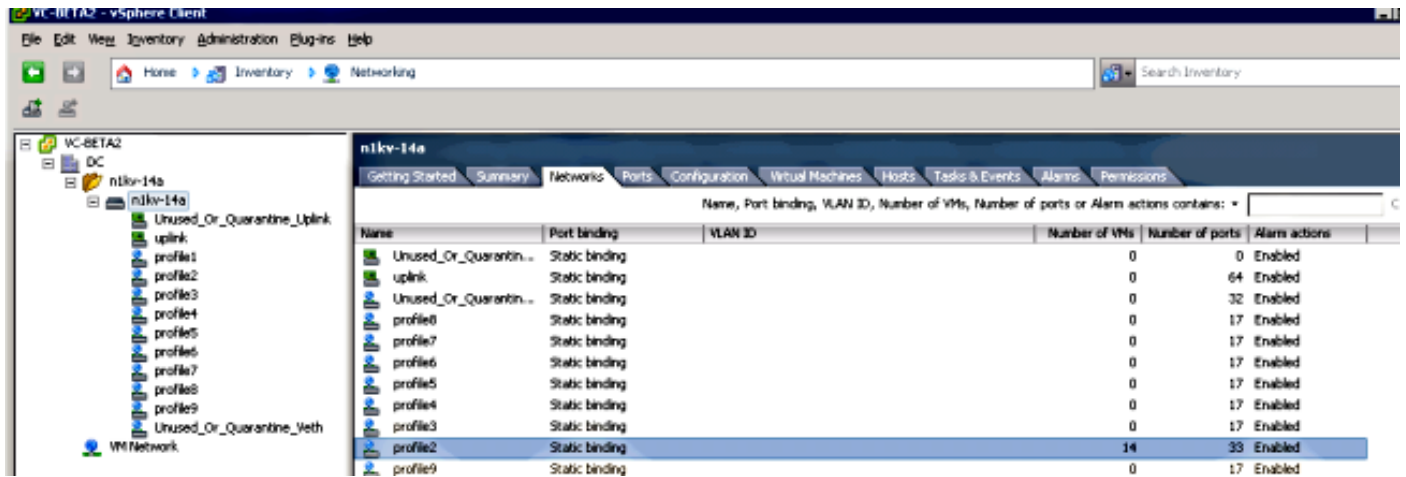 VC-BETA2 - vSphere Client
File Edit View Inventory Administration Plug-ins Help
Home Inventory Networking Search Inventory
VC-BETA2
DC
n1kv-14a
n1kv-14a
Unused_Or_Quarantine_Uplink
uplink
profile1
profile2
profile3
profile4
profile5
profile6
profile7
profile8
profile9
Unused_Or_Quarantine_Veth
VM Network
n1kv-14a
Getting Started Summary Networks Ports Configuration Virtual Machines Hosts Tasks & Events Alarms Permissions
Name, Port binding, VLAN ID, Number of VMs, Number of ports or Alarm actions contains:
Name Port binding VLAN ID Number of VMs Number of ports Alarm actions
Unused_Or_Quarantin... Static binding 0 0 Enabled
uplink Static binding 0 64 Enabled
Unused_Or_Quarantin... Static binding 0 32 Enabled
profile8 Static binding 0 17 Enabled
profile7 Static binding 0 17 Enabled
profile6 Static binding 0 17 Enabled
profile5 Static binding 0 17 Enabled
profile4 Static binding 0 17 Enabled
profile3 Static binding 0 17 Enabled
profile2 Static binding 14 33 Enabled
profile9 Static binding 0 17 Enabled